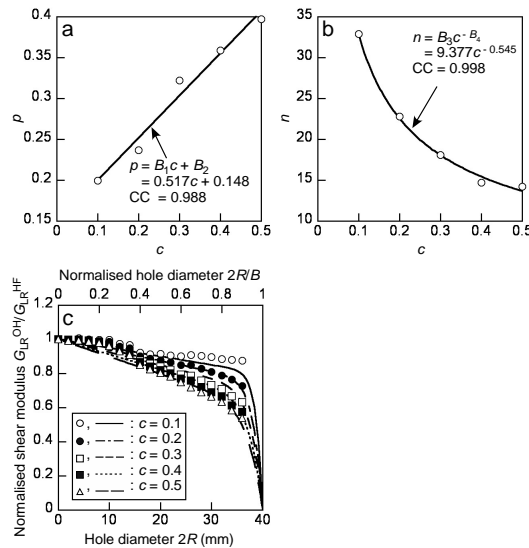 a
0.4
0.35
0.3
0.25
0.2
0.15
p
p = B₁c + B₂
= 0.517c + 0.148
CC = 0.988
0 0.1 0.2 0.3 0.4 0.5
c
b
35
30
25
20
15
10
n
n = B₃c^-B₄
= 9.377c^-0.545
CC = 0.998
0 0.1 0.2 0.3 0.4 0.5
c
Normalised hole diameter 2R/B
0 0.2 0.4 0.6 0.8 1
c
1.2
1
0.8
0.6
0.4
0.2
0
Normalised shear modulus G_LR^OH/G_LR^HF
, : c = 0.1
, : c = 0.2
, : c = 0.3
, : c = 0.4
, : c = 0.5
0 10 20 30 40
Hole diameter 2R (mm)